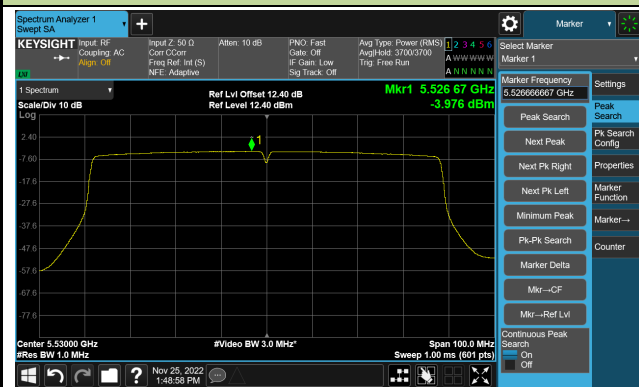 Spectrum Analyzer 1
Swept SA
+
Marker
KEYSIGHT
Input: RF
Coupling: AC
Align: Off
Input Z: 50 Ω
Corr CCorr
Freq Ref: Int (S)
NFE: Adaptive
Atten: 10 dB
PNO: Fast
Gate: Off
IF Gain: Low
Sig Track: Off
Avg Type: Power (RMS)
Avg|Hold: 3700/3700
Trig: Free Run
1 2 3 4 5 6
A W W W W W
A N N N N N
LXI
Select Marker
Marker 1
1 Spectrum
Scale/Div 10 dB
Ref Lvl Offset 12.40 dB
Ref Level 12.40 dBm
Mkr1 5.526 67 GHz
-3.976 dBm
Log
2.40
-7.60
-17.6
-27.6
-37.6
-47.6
-57.6
-67.6
-77.6
1
Center 5.53000 GHz
#Res BW 1.0 MHz
#Video BW 3.0 MHz*
Span 100.0 MHz
Sweep 1.00 ms (601 pts)
Marker Frequency
5.526666667 GHz
Peak Search
Next Peak
Next Pk Right
Next Pk Left
Minimum Peak
Pk-Pk Search
Marker Delta
Mkr→CF
Mkr→Ref Lvl
Continuous Peak
Search
On
Off
Settings
Peak
Search
Pk Search
Config
Properties
Marker
Function
Marker→
Counter
?
Nov 25, 2022
1:48:58 PM